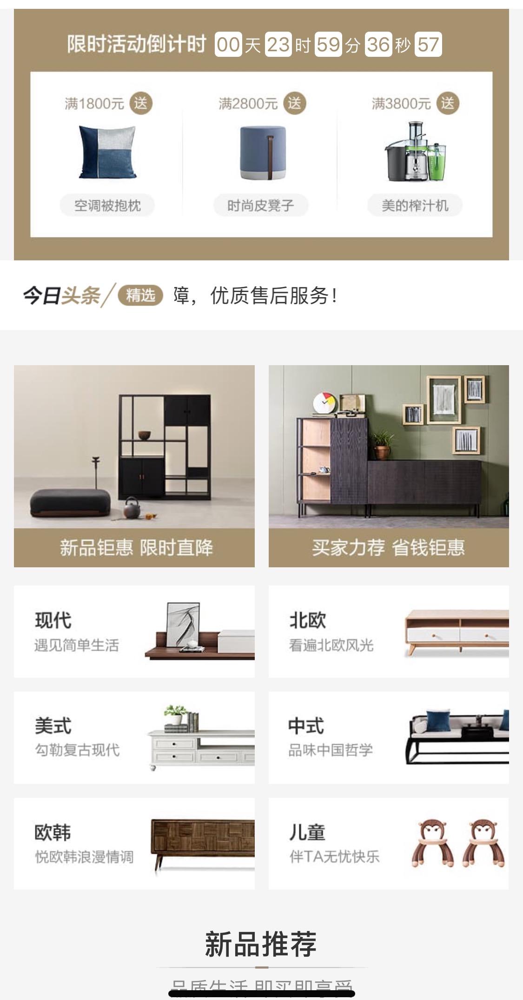 限时活动倒计时 00 天 23 时 59 分 36 秒 57
满1800元 送
满2800元 送
满3800元 送
空调被抱枕
时尚皮凳子
美的榨汁机
今日头条 精选 障，优质售后服务！
新品钜惠 限时直降
买家力荐 省钱钜惠
现代
遇见简单生活
北欧
看遍北欧风光
美式
勾勒复古现代
中式
品味中国哲学
欧韩
悦欧韩浪漫情调
儿童
伴TA无忧快乐
新品推荐
品质生活 即买即享受